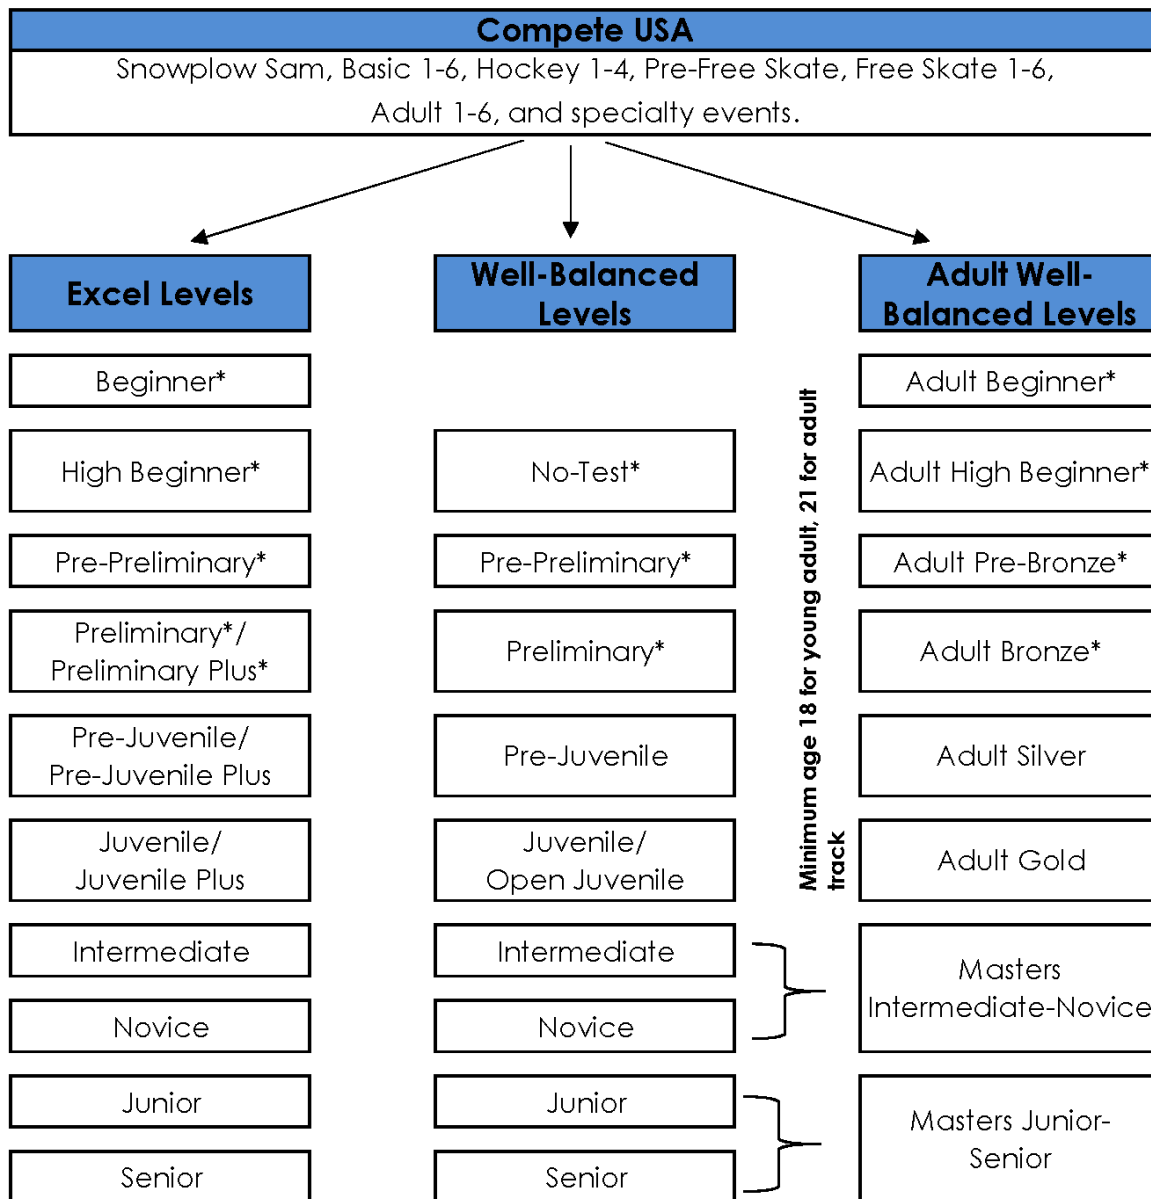 Compete USA
Snowplow Sam, Basic 1-6, Hockey 1-4, Pre-Free Skate, Free Skate 1-6,
Adult 1-6, and specialty events.
Excel Levels
Beginner*
High Beginner*
Pre-Preliminary*
Preliminary*/
Preliminary Plus*
Pre-Juvenile/
Pre-Juvenile Plus
Juvenile/
Juvenile Plus
Intermediate
Novice
Junior
Senior
Well-Balanced
Levels
No-Test*
Pre-Preliminary*
Preliminary*
Pre-Juvenile
Juvenile/
Open Juvenile
Intermediate
Novice
Junior
Senior
Minimum age 18 for young adult, 21 for adult
track
Adult Well-
Balanced Levels
Adult Beginner*
Adult High Beginner*
Adult Pre-Bronze*
Adult Bronze*
Adult Silver
Adult Gold
Masters
Intermediate-Novice
Masters Junior-
Senior